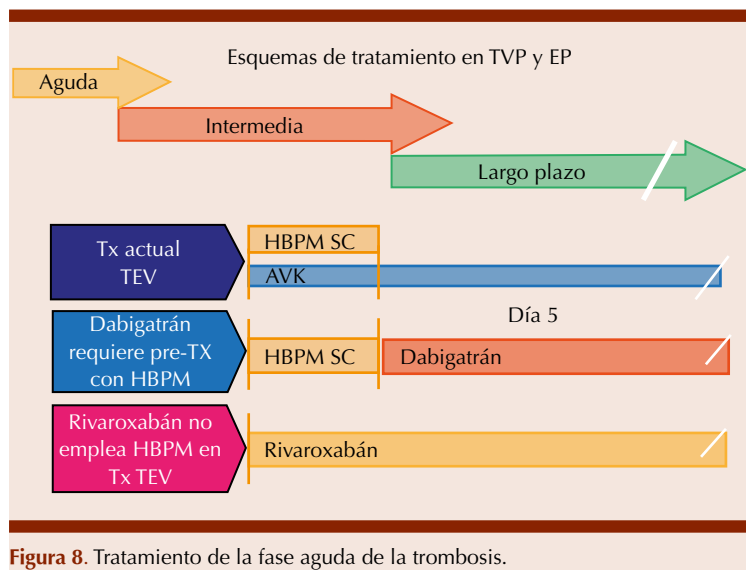 Esquemas de tratamiento en TVP y EP
Aguda
Intermedia
Largo plazo
Tx actual
TEV
HBPM SC
AVK
Día 5
Dabigatrán
requiere pre-TX
con HBPM
HBPM SC
Dabigatrán
Rivaroxabán no
emplea HBPM en
Tx TEV
Rivaroxabán
Figura 8. Tratamiento de la fase aguda de la trombosis.